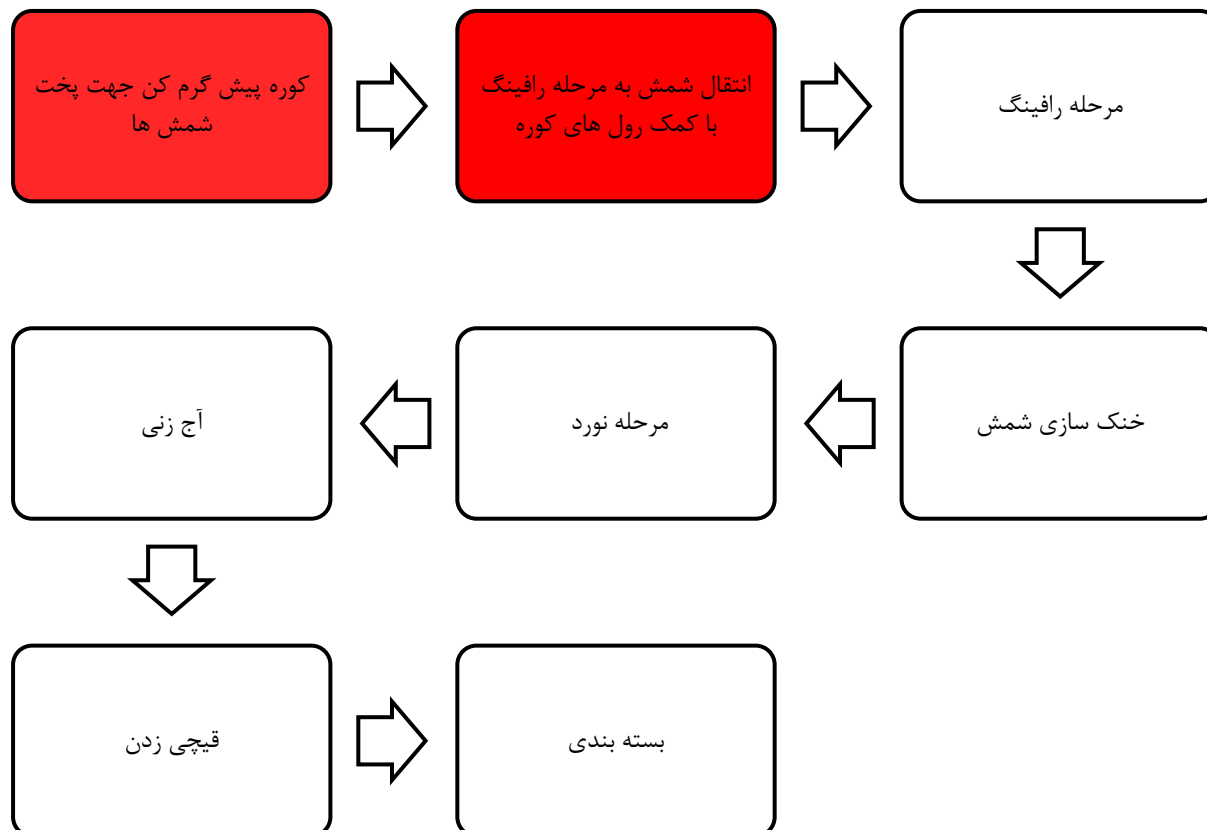 کوره پیش گرم کن جهت پخت
شمش ها
انتقال شمش به مرحله رافینگ
با کمک رول های کوره
مرحله رافینگ
خنک سازی شمش
مرحله نورد
آج زنی
قیچی زدن
بسته بندی